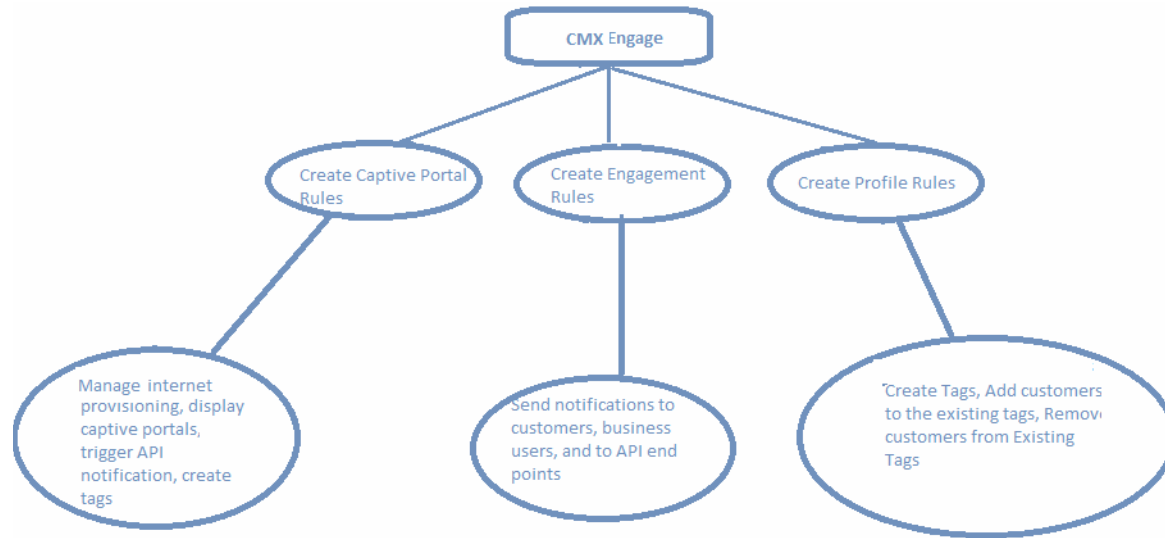 CMX Engage
Create Captive Portal
Rules
Create Engagement
Rules
Create Profile Rules
Manage internet
provisioning, display
captive portals,
trigger API
notification, create
tags
Send notifications to
customers, business
users, and to API end
points
Create Tags, Add customers
to the existing tags, Remov
customers from Existing
Tags